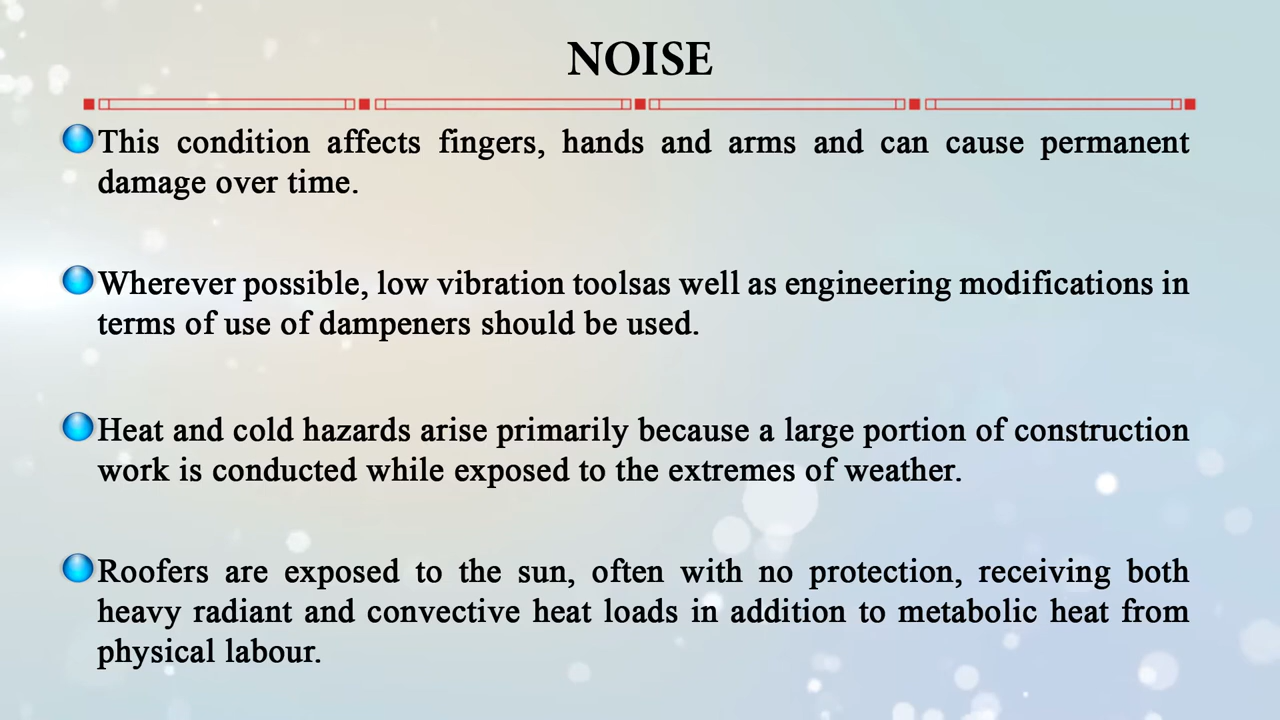 NOISE
This condition affects fingers, hands and arms and can cause permanent
damage over time.
Wherever possible, low vibration toolsas well as engineering modifications in
terms of use of dampeners should be used.
Heat and cold hazards arise primarily because a large portion of construction
work is conducted while exposed to the extremes of weather.
Roofers are exposed to the sun, often with no protection, receiving both
heavy radiant and convective heat loads in addition to metabolic heat from
physical labour.